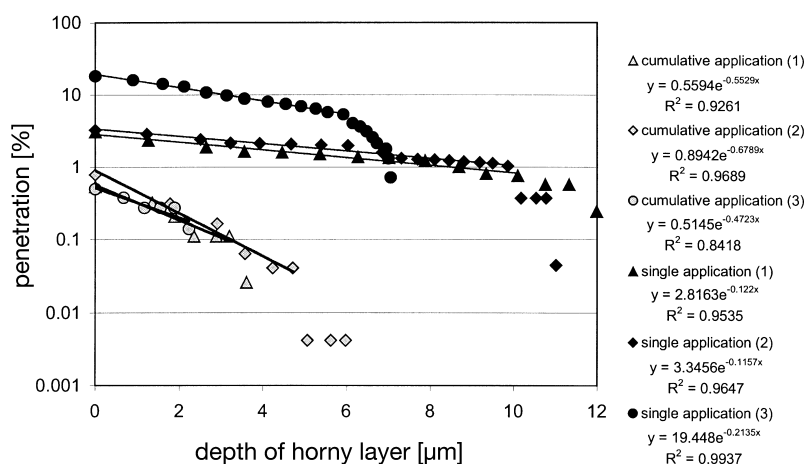 100
10
1
0.1
0.01
0.001
penetration [%]
0
2
4
6
8
10
12
depth of horny layer [µm]
cumulative application (1)
y = 0.5594e^-0.5529x
R² = 0.9261
cumulative application (2)
y = 0.8942e^-0.6789x
R² = 0.9689
cumulative application (3)
y = 0.5145e^-0.4723x
R² = 0.8418
single application (1)
y = 2.8163e^-0.122x
R² = 0.9535
single application (2)
y = 3.3456e^-0.1157x
R² = 0.9647
single application (3)
y = 19.448e^-0.2135x
R² = 0.9937